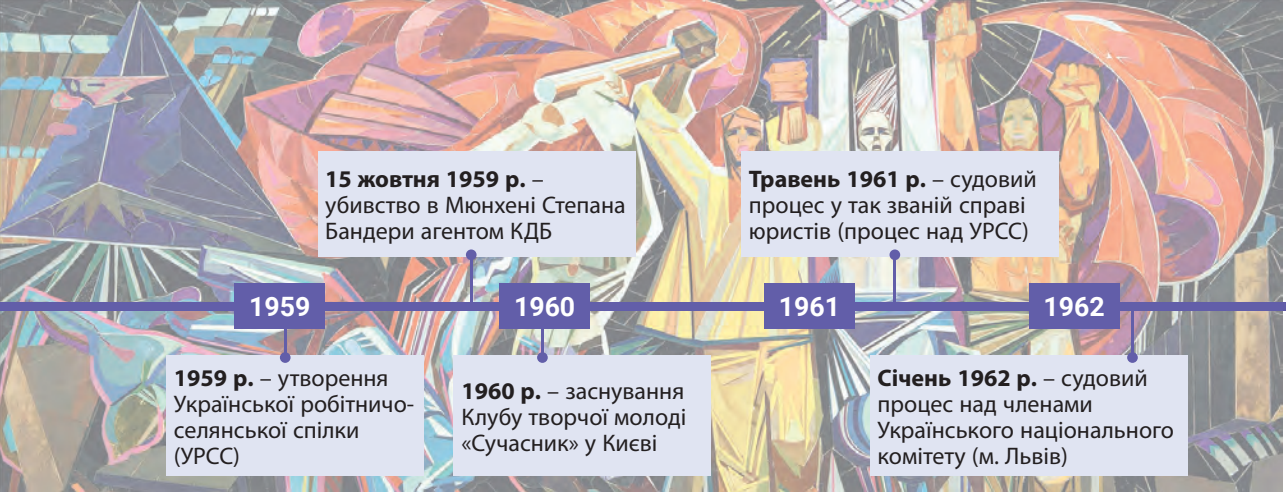 15 жовтня 1959 р. –
убивство в Мюнхені Степана
Бандери агентом КДБ
Травень 1961 р. – судовий
процес у так званій справі
юристів (процес над УРСС)
1959
1960
1961
1962
1959 р. – утворення
Української робітничо-
селянської спілки
(УРСС)
1960 р. – заснування
Клубу творчої молоді
«Сучасник» у Києві
Січень 1962 р. – судовий
процес над членами
Українського національного
комітету (м. Львів)